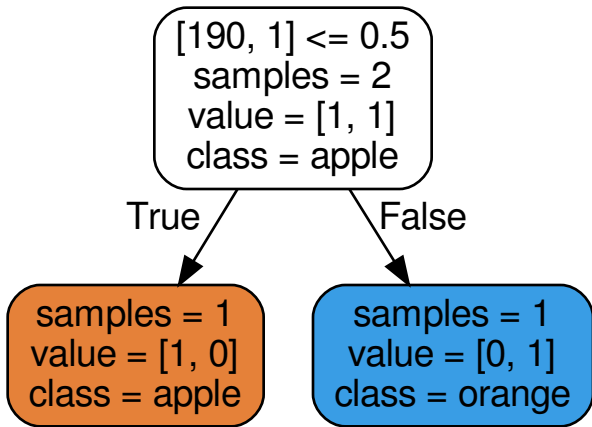 [190, 1] <= 0.5
samples = 2
value = [1, 1]
class = apple
True
False
samples = 1
value = [1, 0]
class = apple
samples = 1
value = [0, 1]
class = orange